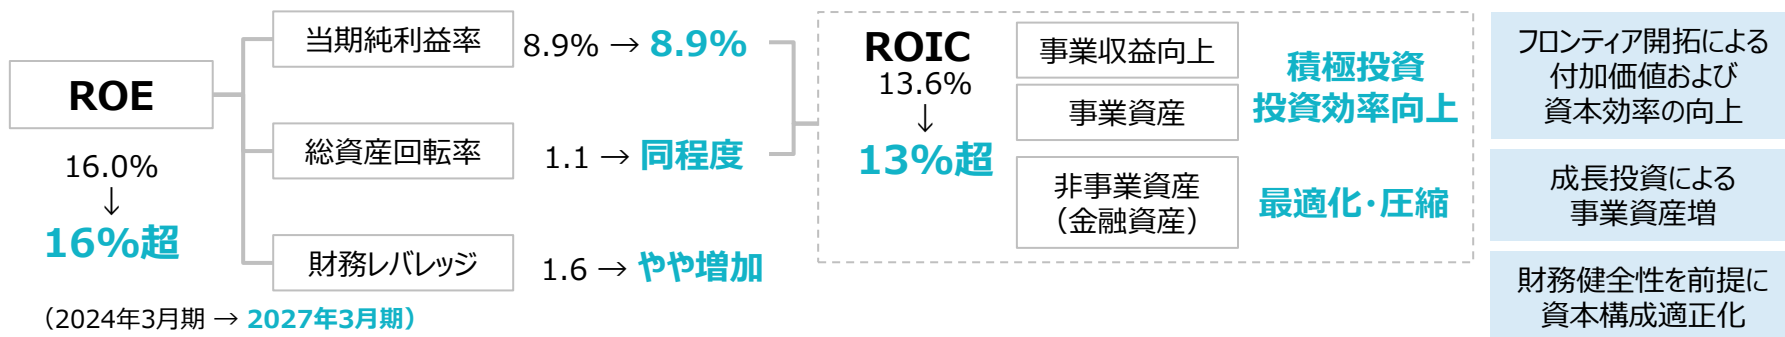 ROE
16.0%
↓
16%超
(2024年3月期 → 2027年3月期)
当期純利益率
8.9% → 8.9%
総資産回転率
1.1 → 同程度
財務レバレッジ
1.6 → やや増加
ROIC
13.6%
↓
13%超
事業収益向上
事業資産
非事業資産
(金融資産)
積極投資
投資効率向上
最適化・圧縮
フロンティア開拓による
付加価値および
資本効率の向上
成長投資による
事業資産増
財務健全性を前提に
資本構成適正化